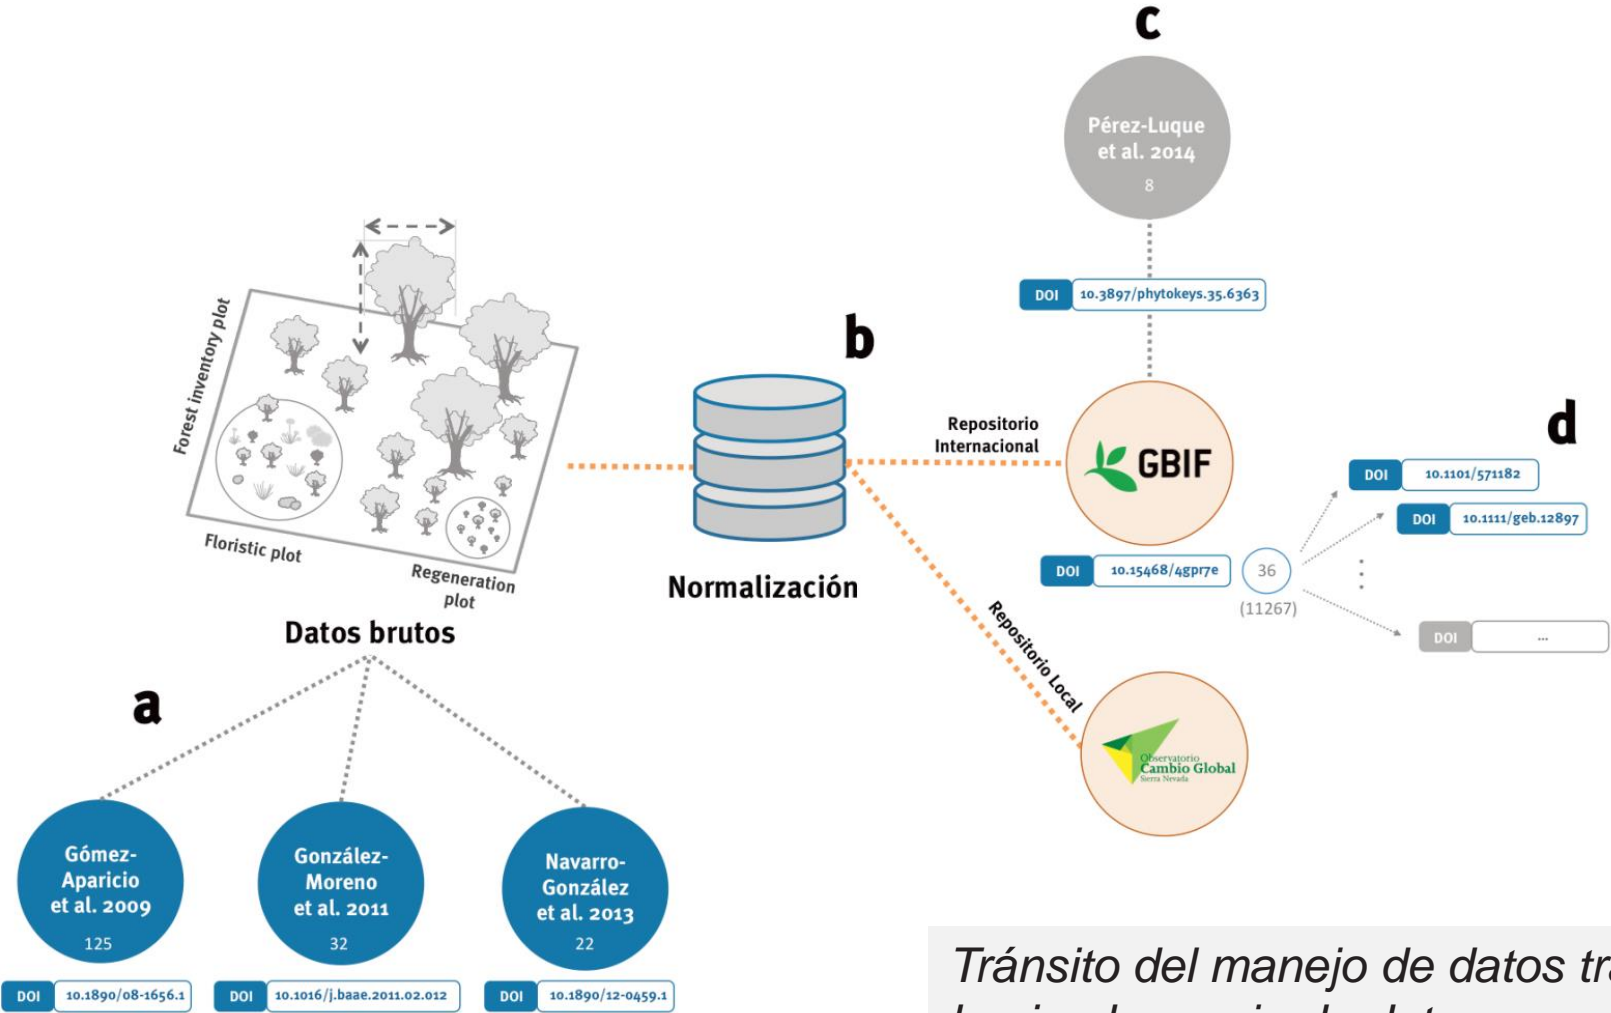 c
Pérez-Luque
et al. 2014
8
DOI 10.3897/phytokeys.35.6363
Forest inventory plot
Floristic plot
Regeneration
plot
Datos brutos
b
Normalización
Repositorio
Internacional
GBIF
DOI 10.15468/4gpr7e
36
(11267)
d
DOI 10.1101/571182
DOI 10.1111/geb.12897
DOI ...
Repositorio Local
Observatorio
Cambio Global
Sierra Nevada
a
Gómez-
Aparicio
et al. 2009
125
DOI 10.1890/08-1656.1
González-
Moreno
et al. 2011
32
DOI 10.1016/j.baae.2011.02.012
Navarro-
González
et al. 2013
22
DOI 10.1890/12-0459.1
Tránsito del manejo de datos